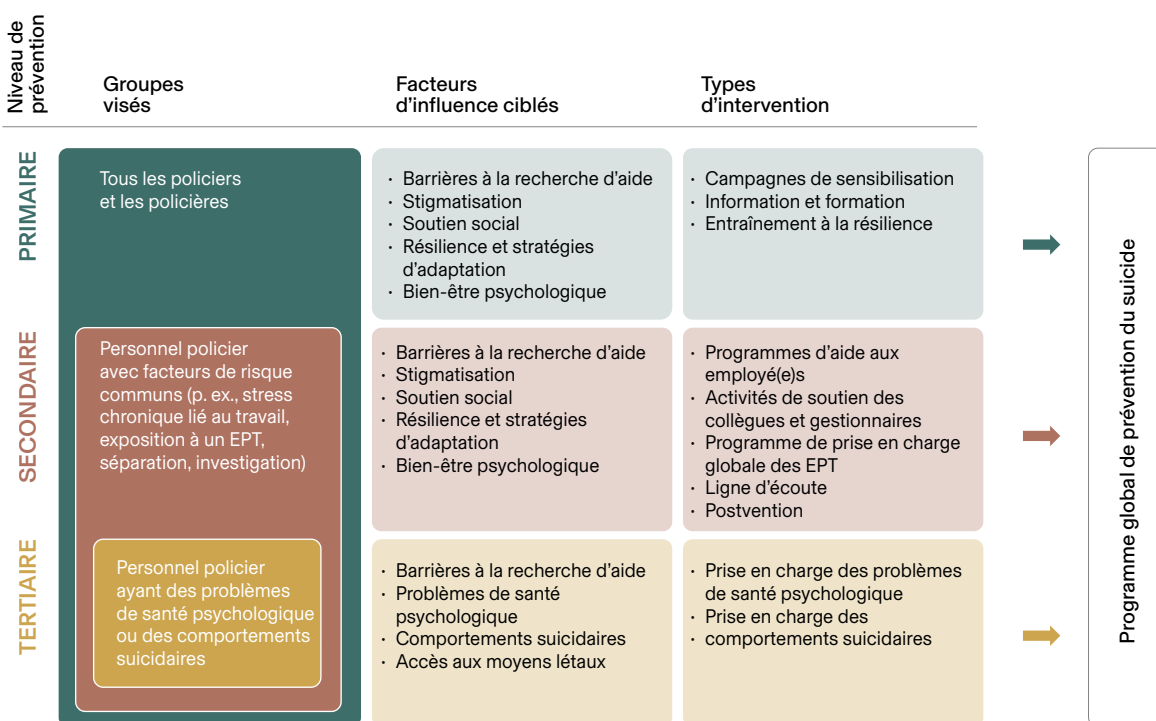 Niveau de
prévention
Groupes
visés
Facteurs
d'influence ciblés
Types
d'intervention
PRIMAIRE
Tous les policiers
et les policières
· Barrières à la recherche d'aide
· Stigmatisation
· Soutien social
· Résilience et stratégies
d'adaptation
· Bien-être psychologique
· Campagnes de sensibilisation
· Information et formation
· Entraînement à la résilience
SECONDAIRE
Personnel policier
avec facteurs de risque
communs (p. ex., stress
chronique lié au travail,
exposition à un EPT,
séparation, investigation)
· Barrières à la recherche d'aide
· Stigmatisation
· Soutien social
· Résilience et stratégies
d'adaptation
· Bien-être psychologique
· Programmes d'aide aux
employé(e)s
· Activités de soutien des
collègues et gestionnaires
· Programme de prise en charge
globale des EPT
· Ligne d'écoute
· Postvention
TERTIAIRE
Personnel policier
ayant des problèmes
de santé psychologique
ou des comportements
suicidaires
· Barrières à la recherche d'aide
· Problèmes de santé
psychologique
· Comportements suicidaires
· Accès aux moyens létaux
· Prise en charge des problèmes
de santé psychologique
· Prise en charge des
· comportements suicidaires
Programme global de prévention du suicide